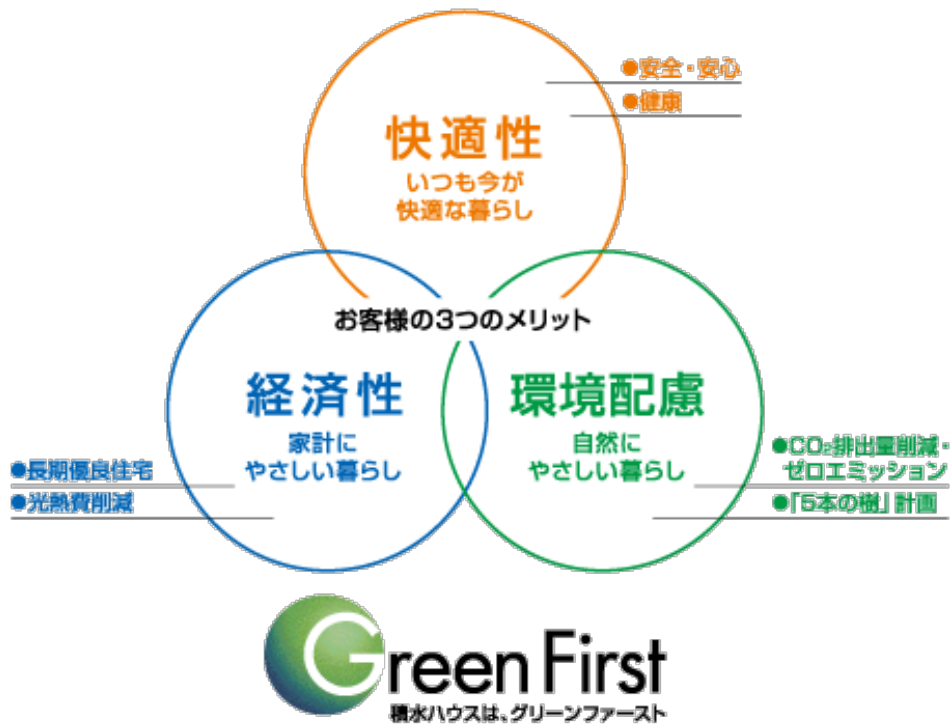 ●安全・安心
●健康
快適性
いつも今が
快適な暮らし
お客様の3つのメリット
経済性
家計に
やさしい暮らし
●長期優良住宅
●光熱費削減
環境配慮
自然に
やさしい暮らし
●CO₂排出量削減・
ゼロエミッション
●「5本の樹」計画
Green First
積水ハウスは、グリーンファースト